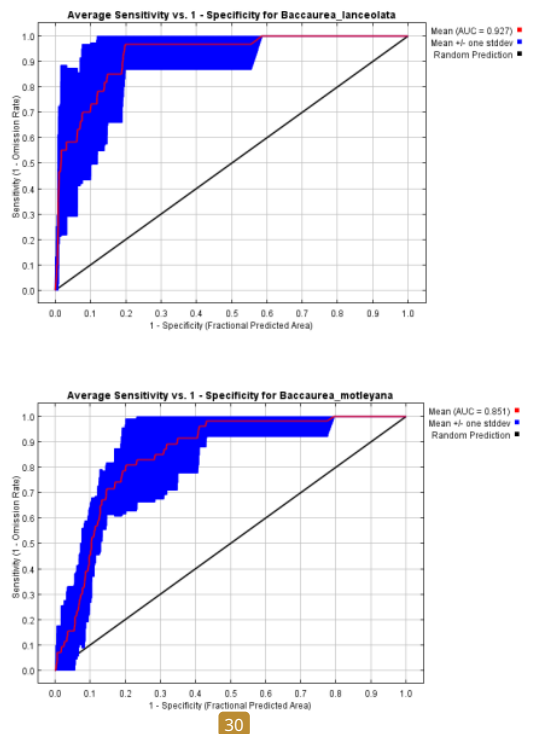 Average Sensitivity vs. 1 - Specificity for Baccaurea_lanceolata
Mean (AUC = 0.927)
Mean +/- one stddev
Random Prediction
Sensitivity (1 - Omission Rate)
1.0
0.9
0.8
0.7
0.6
0.5
0.4
0.3
0.2
0.1
0.0
0.0 0.1 0.2 0.3 0.4 0.5 0.6 0.7 0.8 0.9 1.0
1 - Specificity (Fractional Predicted Area)
Average Sensitivity vs. 1 - Specificity for Baccaurea_motleyana
Mean (AUC = 0.851)
Mean +/- one stddev
Random Prediction
Sensitivity (1 - Omission Rate)
1.0
0.9
0.8
0.7
0.6
0.5
0.4
0.3
0.2
0.1
0.0
0.0 0.1 0.2 0.3 0.4 0.5 0.6 0.7 0.8 0.9 1.0
1 - Specificity (Fractional Predicted Area)
30